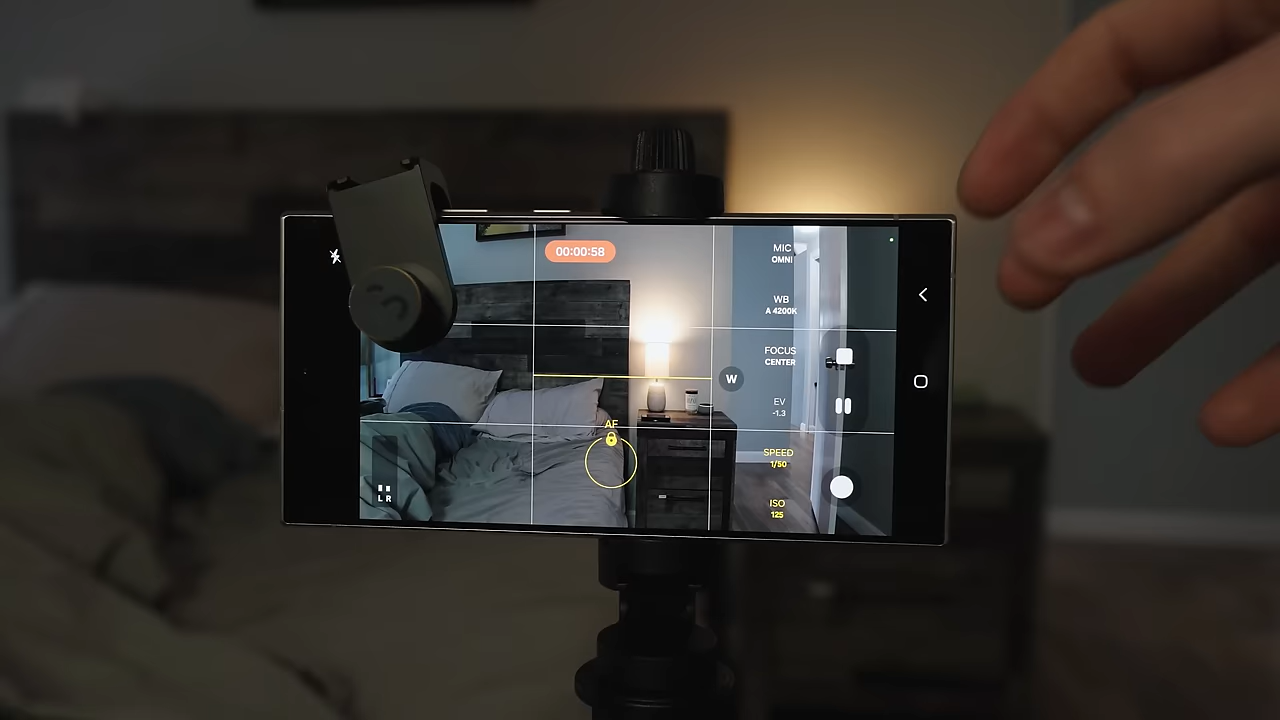 00:00:58
MIC
OMNI
WB
A 4200K
FOCUS
CENTER
W
EV
-1.3
AF
SPEED
1/50
L R
ISO
125